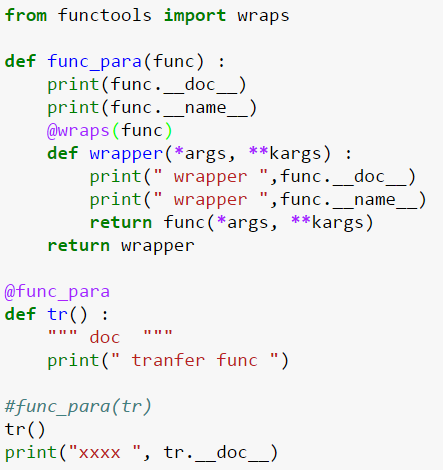 from functools import wraps

def func_para(func) :
    print(func.__doc__)
    print(func.__name__)
    @wraps(func)
    def wrapper(*args, **kargs) :
        print(" wrapper ",func.__doc__)
        print(" wrapper ",func.__name__)
        return func(*args, **kargs)
    return wrapper

@func_para
def tr() :
    """ doc  """
    print(" tranfer func ")

#func_para(tr)
tr()
print("xxxx ", tr.__doc__)